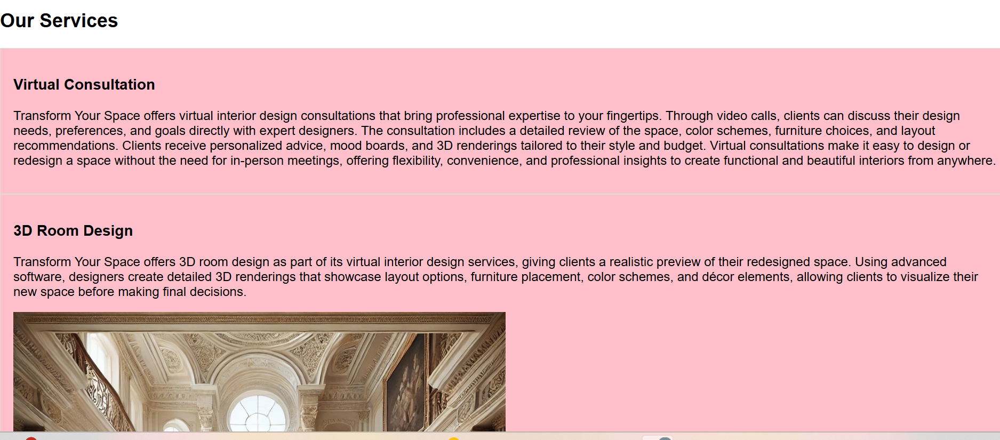 Our Services
Virtual Consultation
Transform Your Space offers virtual interior design consultations that bring professional expertise to your fingertips. Through video calls, clients can discuss their design
needs, preferences, and goals directly with expert designers. The consultation includes a detailed review of the space, color schemes, furniture choices, and layout
recommendations. Clients receive personalized advice, mood boards, and 3D renderings tailored to their style and budget. Virtual consultations make it easy to design or
redesign a space without the need for in-person meetings, offering flexibility, convenience, and professional insights to create functional and beautiful interiors from anywhere.
3D Room Design
Transform Your Space offers 3D room design as part of its virtual interior design services, giving clients a realistic preview of their redesigned space. Using advanced
software, designers create detailed 3D renderings that showcase layout options, furniture placement, color schemes, and décor elements, allowing clients to visualize their
new space before making final decisions.